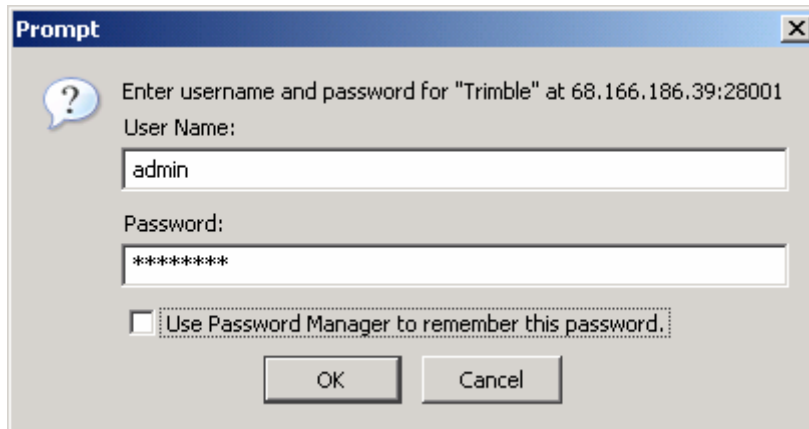 Prompt
Enter username and password for "Trimble" at 68.166.186.39:28001
User Name:
admin
Password:
********
Use Password Manager to remember this password.
OK
Cancel